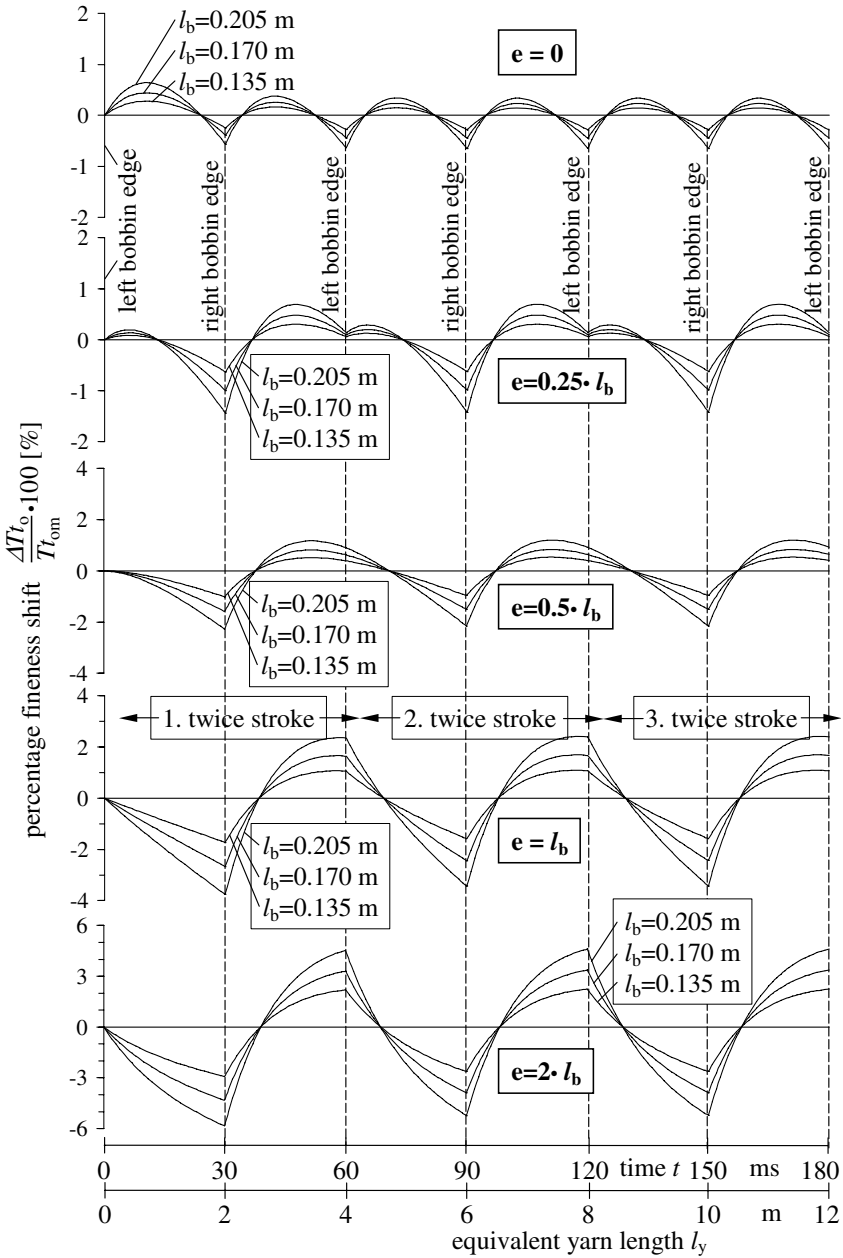 2
1
0
-1
-2
l_b=0.205 m
l_b=0.170 m
l_b=0.135 m
e = 0
left bobbin edge
right bobbin edge
left bobbin edge
right bobbin edge
left bobbin edge
right bobbin edge
left bobbin edge
2
1
0
-1
-2
l_b=0.205 m
l_b=0.170 m
l_b=0.135 m
e=0.25• l_b
percentage fineness shift ΔTt_o/Tt_om •100 [%]
4
2
0
-2
-4
l_b=0.205 m
l_b=0.170 m
l_b=0.135 m
e=0.5• l_b
4
2
0
-2
-4
1. twice stroke
2. twice stroke
3. twice stroke
l_b=0.205 m
l_b=0.170 m
l_b=0.135 m
e = l_b
6
3
0
-3
-6
l_b=0.205 m
l_b=0.170 m
l_b=0.135 m
e=2• l_b
0 30 60 90 120 time t 150 ms 180
0 2 4 6 8 10 m 12
equivalent yarn length l_y